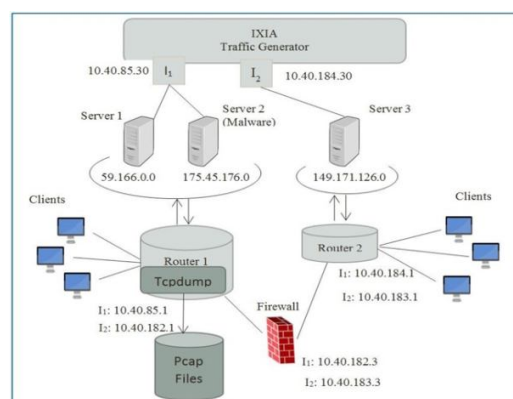 IXIA
Traffic Generator
10.40.85.30
I₁
I₂
10.40.184.30
Server 1
Server 2
(Malware)
Server 3
59.166.0.0
175.45.176.0
149.171.126.0
Clients
Clients
Router 1
Tcpdump
Router 2
I₁: 10.40.184.1
I₂: 10.40.183.1
Firewall
I₁: 10.40.85.1
I₂: 10.40.182.1
I₁: 10.40.182.3
I₂: 10.40.183.3
Pcap
Files